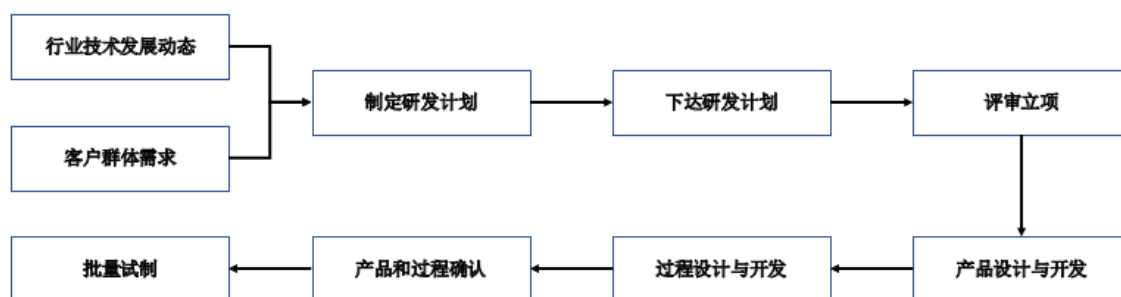 行业技术发展动态
客户群体需求
制定研发计划
下达研发计划
评审立项
产品设计与开发
过程设计与开发
产品和过程确认
批量试制